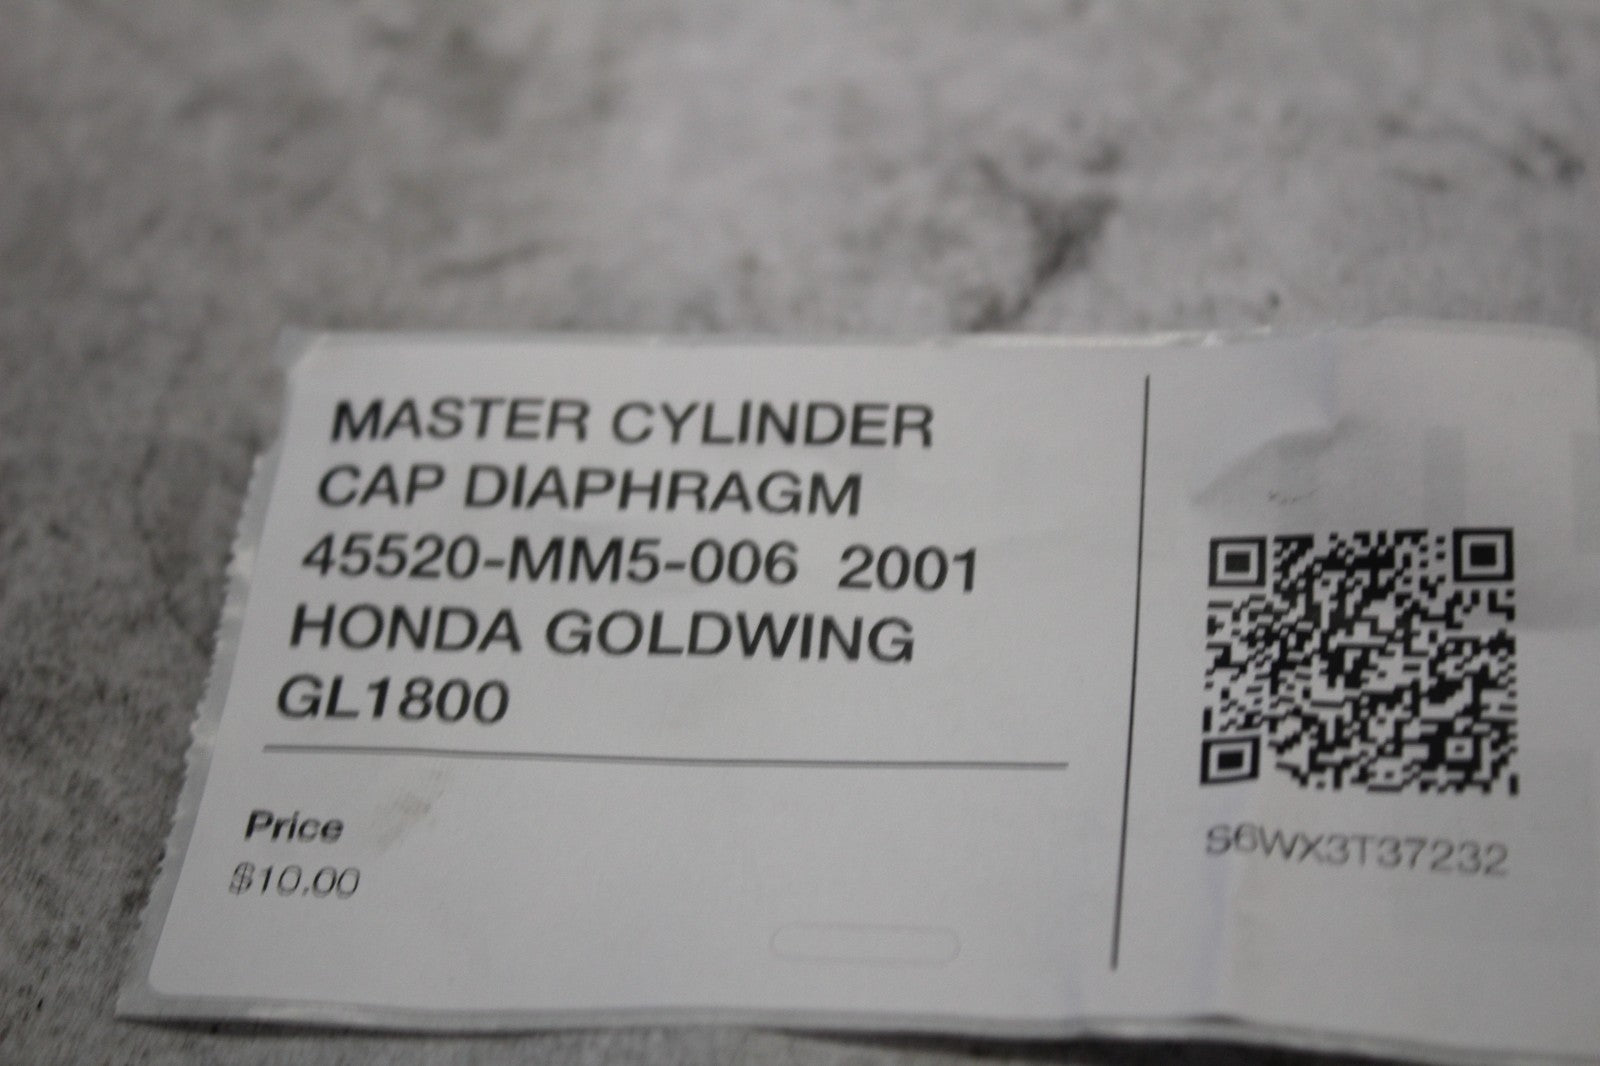 MASTER CYLINDER
CAP DIAPHRAGM
45520-MM5-006 2001
HONDA GOLDWING
GL1800
Price
$10.00
S6WX3T37232